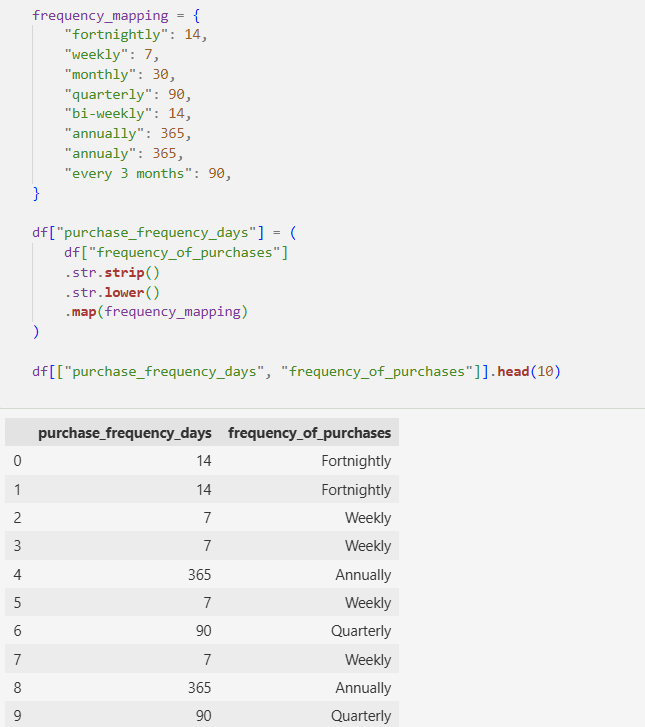 frequency_mapping = {
    "fortnightly": 14,
    "weekly": 7,
    "monthly": 30,
    "quarterly": 90,
    "bi-weekly": 14,
    "annually": 365,
    "annualy": 365,
    "every 3 months": 90,
}
df["purchase_frequency_days"] = (
    df["frequency_of_purchases"]
    .str.strip()
    .str.lower()
    .map(frequency_mapping)
)
df[["purchase_frequency_days", "frequency_of_purchases"]].head(10)
purchase_frequency_days frequency_of_purchases
0 14 Fortnightly
1 14 Fortnightly
2 7 Weekly
3 7 Weekly
4 365 Annually
5 7 Weekly
6 90 Quarterly
7 7 Weekly
8 365 Annually
9 90 Quarterly